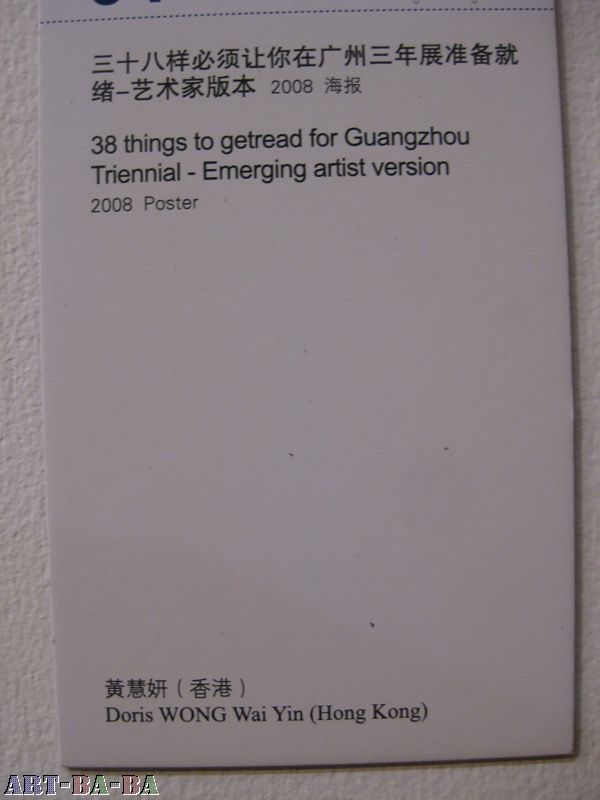 三十八样必须让你在广州三年展准备就
绪–艺术家版本 2008 海报
38 things to getread for Guangzhou
Triennial - Emerging artist version
2008 Poster
黃慧妍（香港）
Doris WONG Wai Yin (Hong Kong)
ART-BA-BA